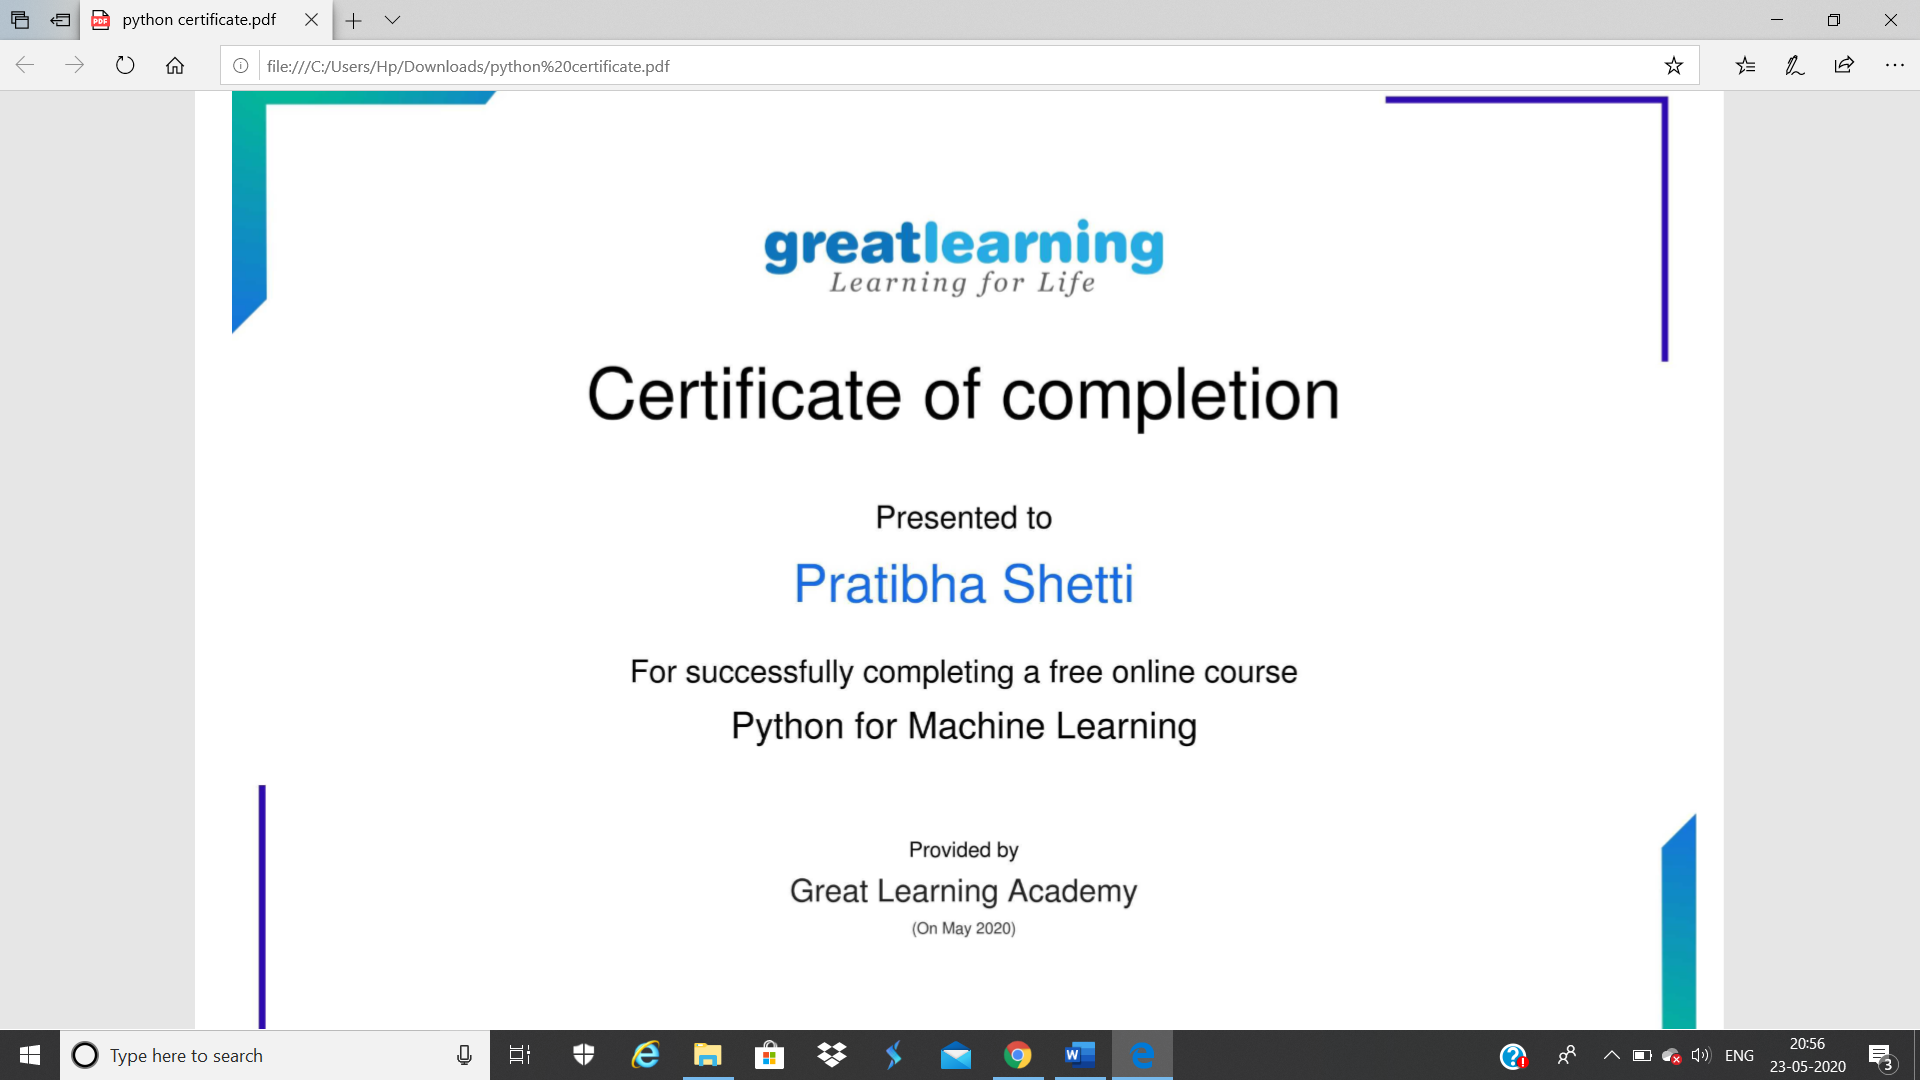 python certificate.pdf
file:///C:/Users/Hp/Downloads/python%20certificate.pdf
greatlearning
Learning for Life
Certificate of completion
Presented to
Pratibha Shetti
For successfully completing a free online course
Python for Machine Learning
Provided by
Great Learning Academy
(On May 2020)
Type here to search
ENG
20:56
23-05-2020
3